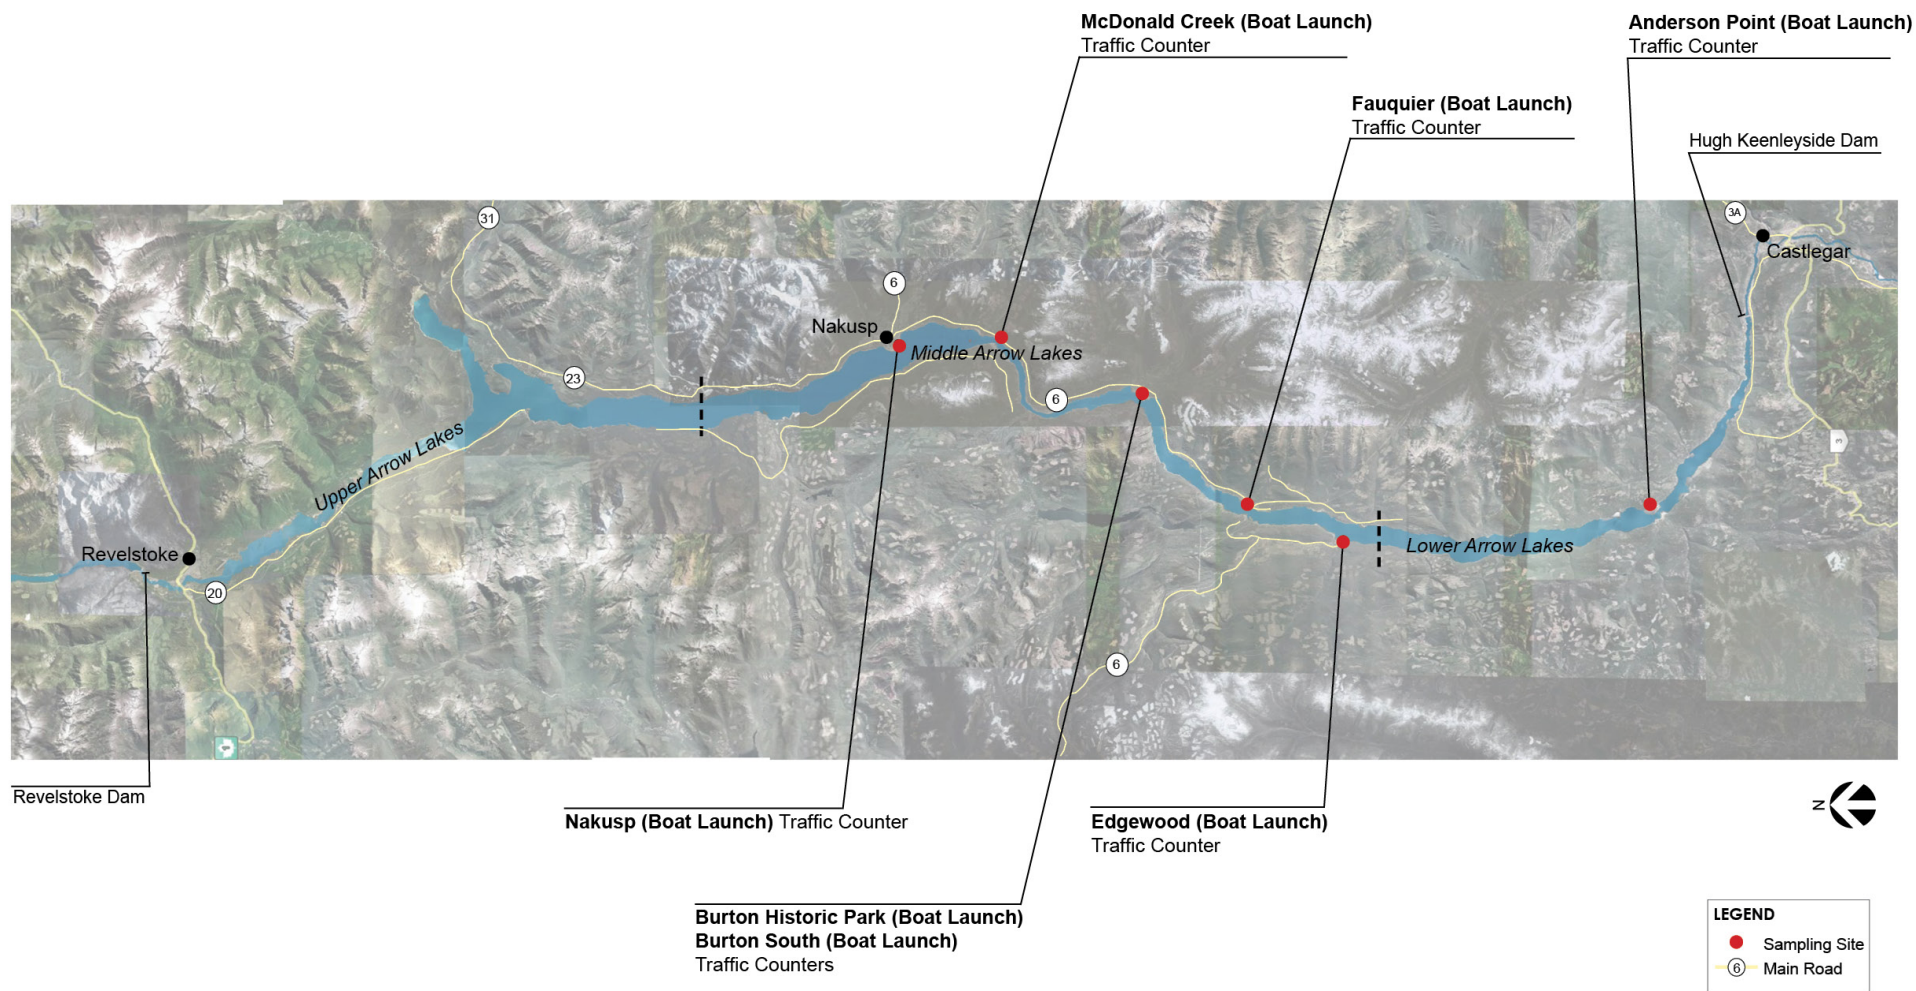 McDonald Creek (Boat Launch)
Traffic Counter
Anderson Point (Boat Launch)
Traffic Counter
Fauquier (Boat Launch)
Traffic Counter
Hugh Keenleyside Dam
31
3A
Castlegar
6
Nakusp
Middle Arrow Lakes
23
6
3
Upper Arrow Lakes
Revelstoke
Lower Arrow Lakes
20
6
1
Revelstoke Dam
N
Nakusp (Boat Launch) Traffic Counter
Edgewood (Boat Launch)
Traffic Counter
Burton Historic Park (Boat Launch)
Burton South (Boat Launch)
Traffic Counters
LEGEND
Sampling Site
6 Main Road